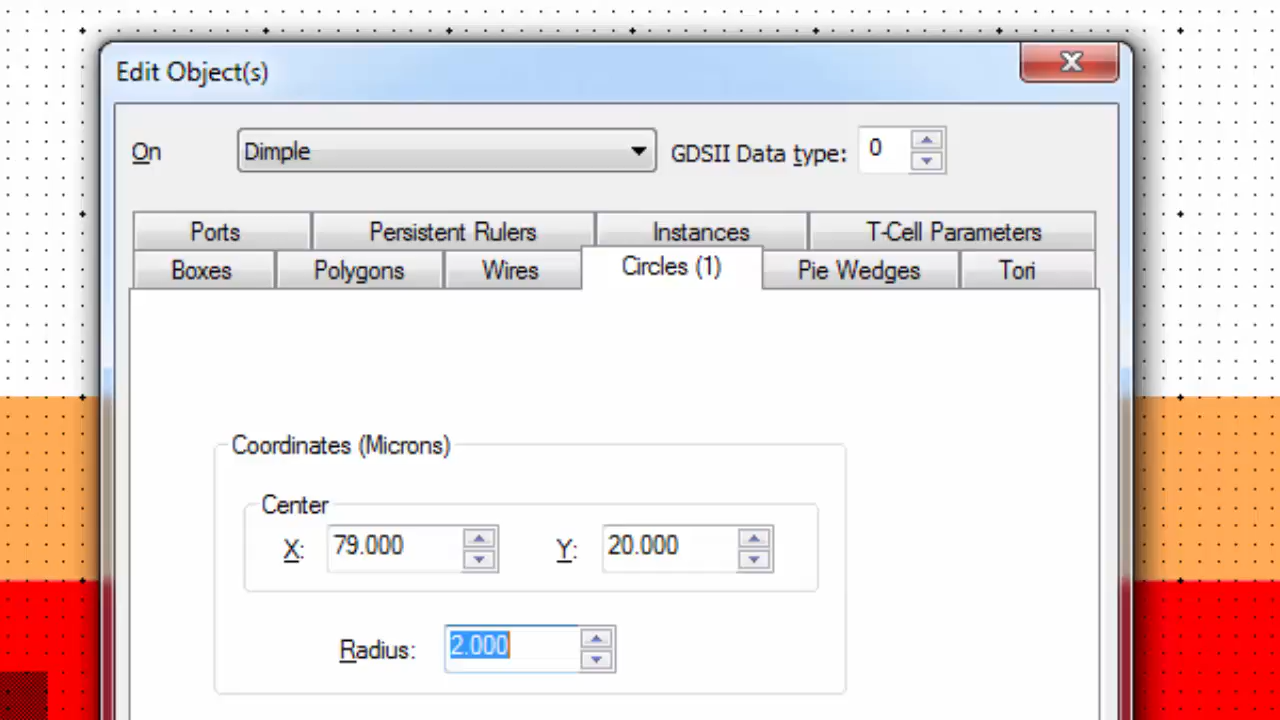 Edit Object(s)
On Dimple GDSII Data type: 0
Ports Persistent Rulers Instances T-Cell Parameters
Boxes Polygons Wires Circles (1) Pie Wedges Tori
Coordinates (Microns)
Center
X: 79.000 Y: 20.000
Radius: 2.000